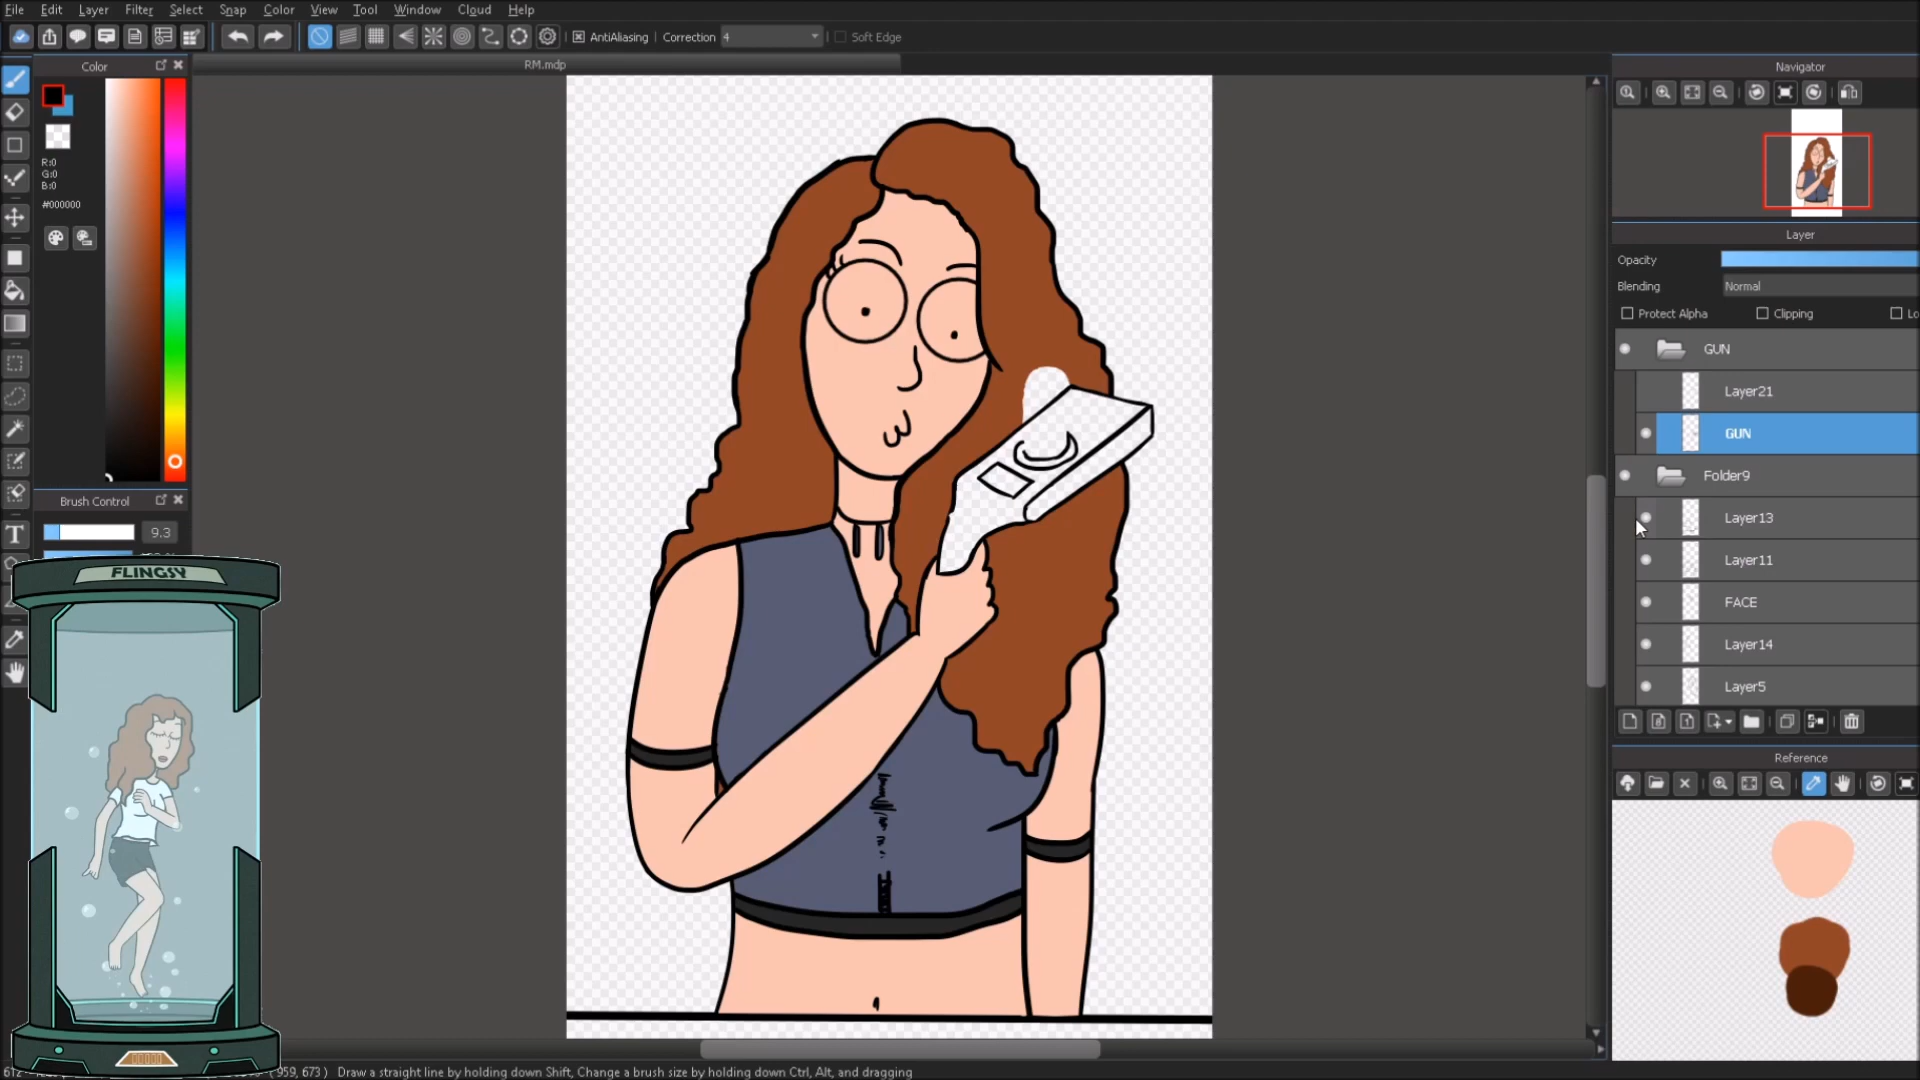 File Edit Layer Filter Select Snap Color View Tool Window Cloud Help
AntiAliasing Correction 4 Soft Edge
Color
RM.mdp
Navigator
R:0
G:0
B:0
#000000
Layer
Opacity
Blending Normal
Protect Alpha Clipping Lo
GUN
Layer21
GUN
Folder9
Layer13
Layer11
FACE
Layer14
Layer5
Brush Control
9.3
T
FLINGSY
Reference
( 959, 673 ) Draw a straight line by holding down Shift, Change a brush size by holding down Ctrl, Alt, and dragging